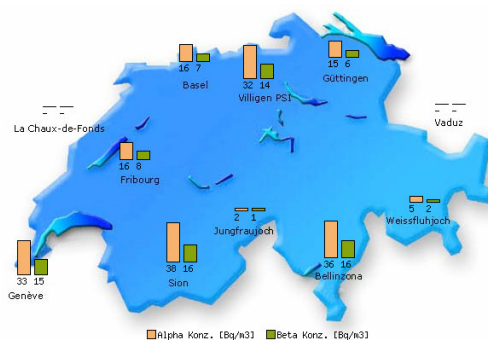 16 7
Basel
32 14
Villigen PSI
15 6
Güttingen
— —
La Chaux-de-Fonds
— —
Vaduz
16 8
Fribourg
2 1
Jungfraujoch
5 2
Weissfluhjoch
33 15
Genève
38 16
Sion
36 16
Bellinzona
Alpha Konz. [Bq/m3] Beta Konz. [Bq/m3]